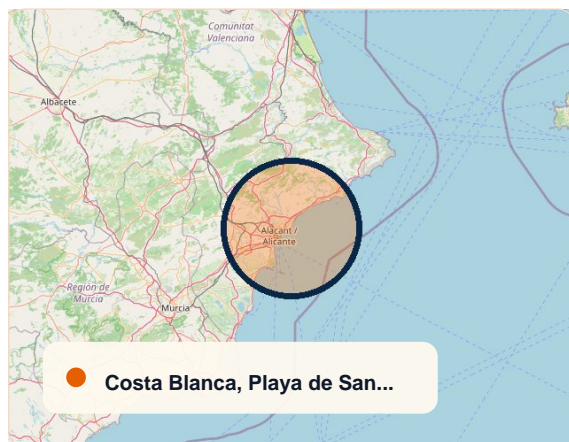 Comunitat
Valenciana
Albacete
Alacant /
Alicante
Región de
Murcia
Murcia
Costa Blanca, Playa de San...